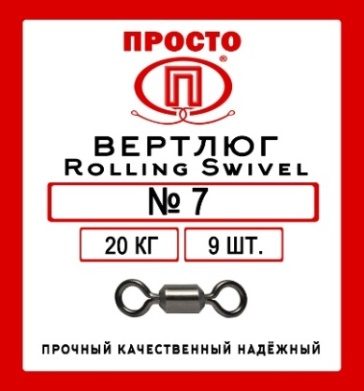 ПРОСТО
П ®
ВЕРТЛЮГ
ROLLING SWIVEL
№ 7
20 КГ 9 ШТ.
ПРОЧНЫЙ КАЧЕСТВЕННЫЙ НАДЁЖНЫЙ